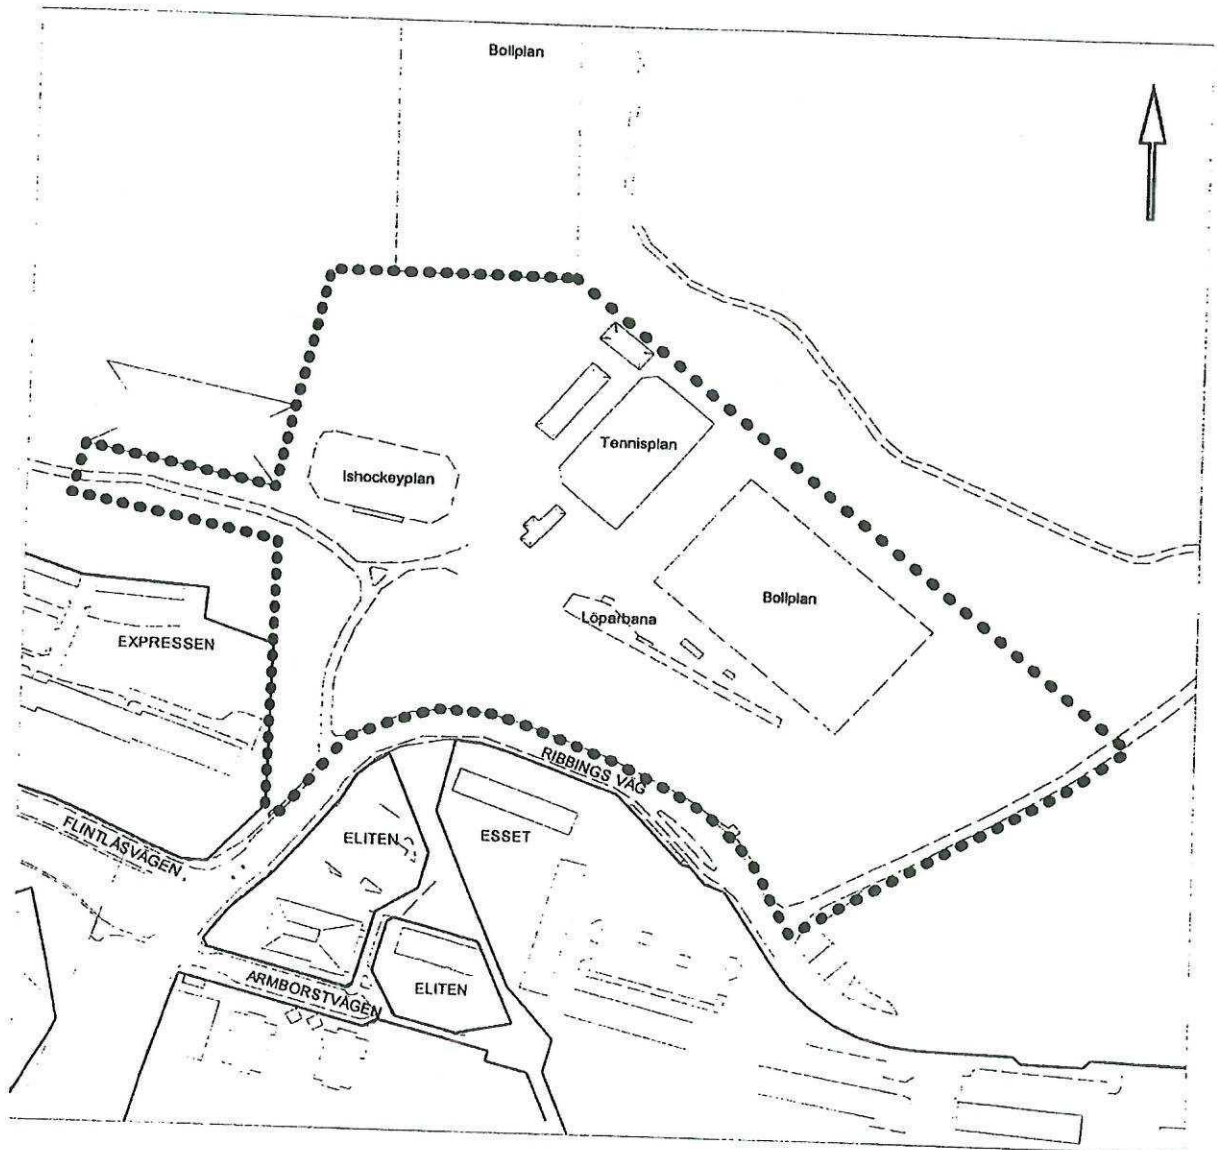 Bollplan
Tennisplan
Ishockeyplan
Bollplan
Löparbana
EXPRESSEN
RIBBINGS VÄG
FLINTLÅSVÄGEN
ELITEN
ESSET
ARMBORSTVÄGEN
ELITEN